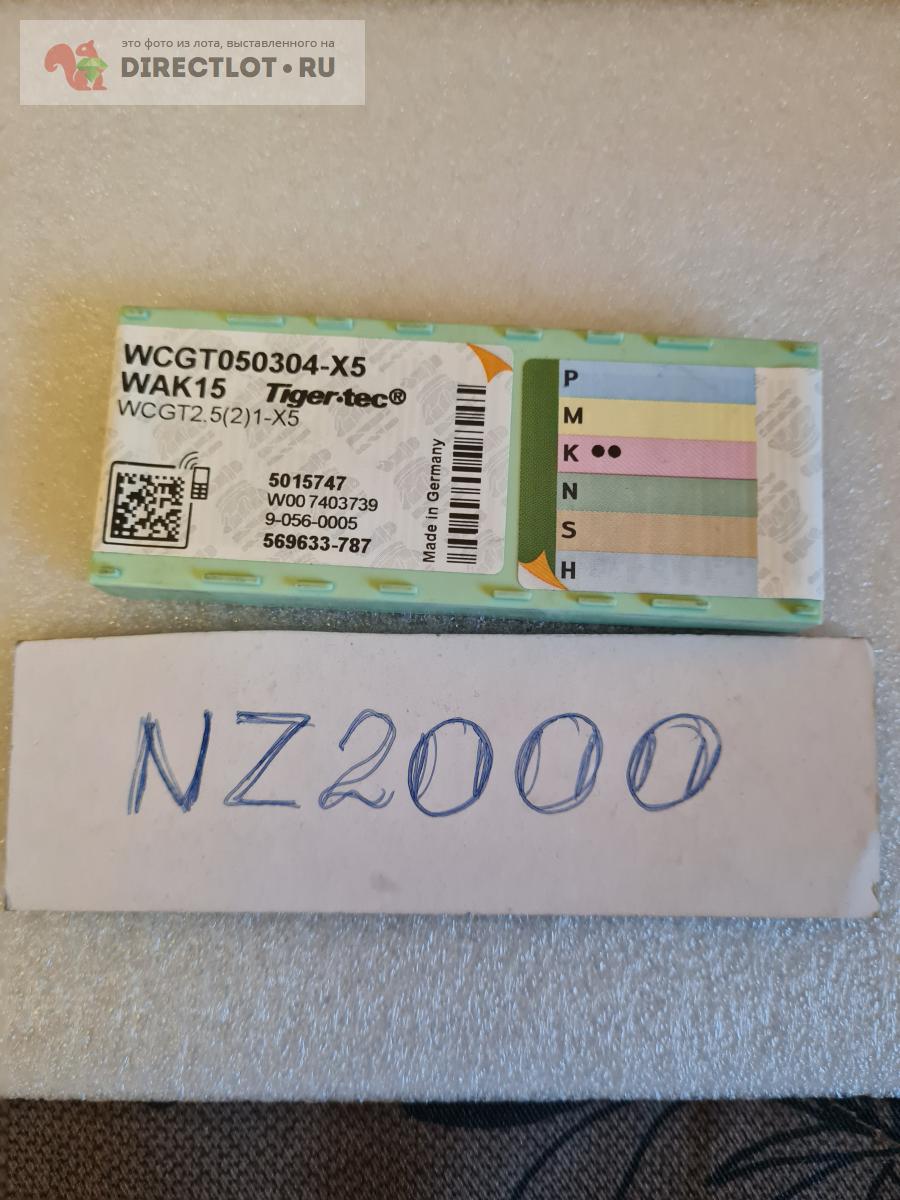 это фото из лота, выставленного на
DIRECTLOT•RU
WCGT050304-X5
WAK15 Tiger·tec®
WCGT2.5(2)1-X5
5015747
W00 7403739
9-056-0005
569633-787
Made in Germany
P
M
K ●●
N
S
H
NZ2000